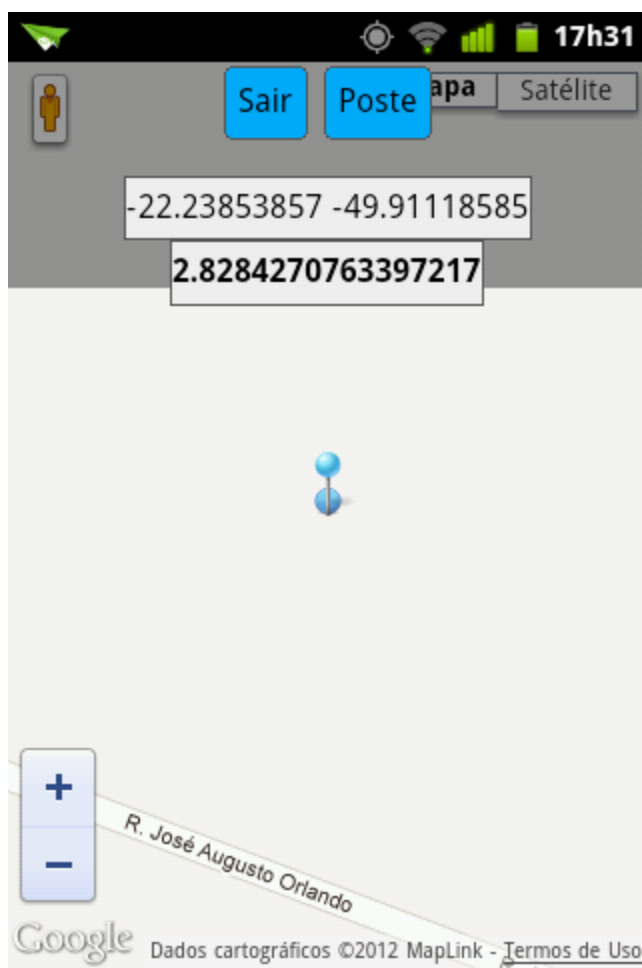 17h31
Sair Poste apa Satélite
-22.23853857 -49.91118585
2.8284270763397217
+
R. José Augusto Orlando
−
Google Dados cartográficos ©2012 MapLink - Termos de Uso